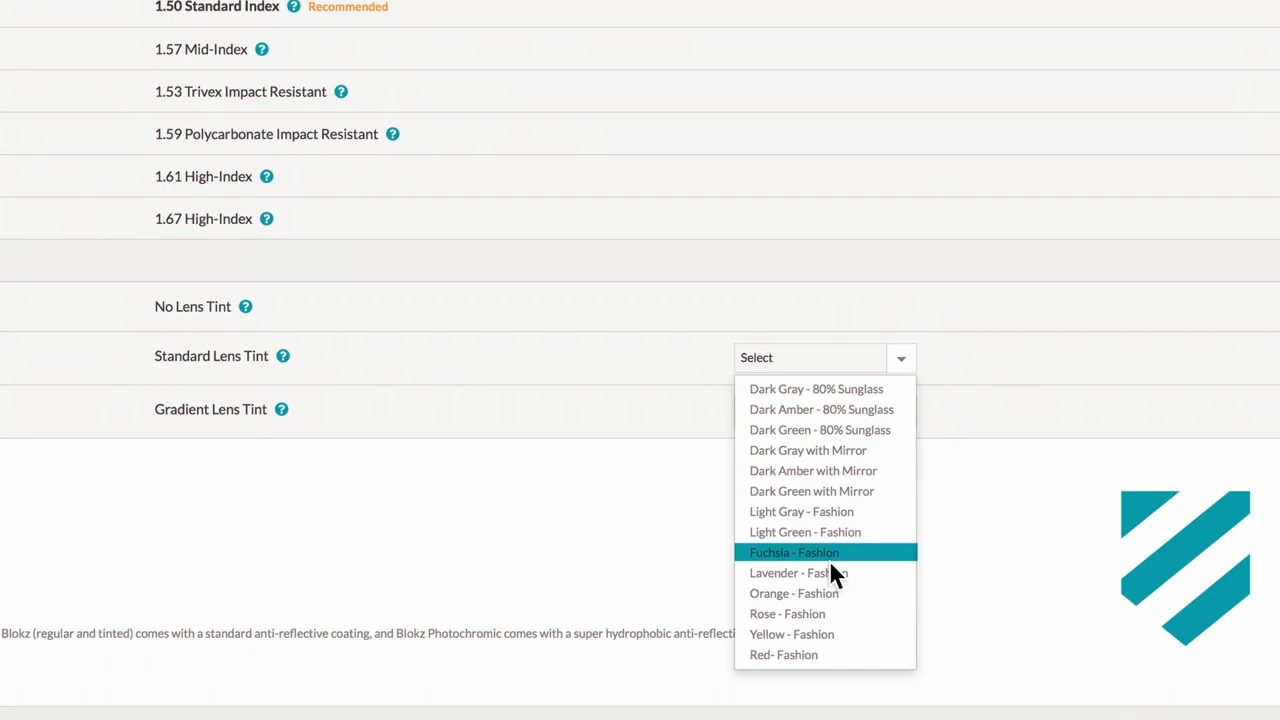 1.50 Standard Index ? Recommended
1.57 Mid-Index ?
1.53 Trivex Impact Resistant ?
1.59 Polycarbonate Impact Resistant ?
1.61 High-Index ?
1.67 High-Index ?
No Lens Tint ?
Standard Lens Tint ? Select
Gradient Lens Tint ?
Dark Gray - 80% Sunglass
Dark Amber - 80% Sunglass
Dark Green - 80% Sunglass
Dark Gray with Mirror
Dark Amber with Mirror
Dark Green with Mirror
Light Gray - Fashion
Light Green - Fashion
Fuchsia - Fashion
Lavender - Fashion
Orange - Fashion
Rose - Fashion
Yellow - Fashion
Red- Fashion
Blokz (regular and tinted) comes with a standard anti-reflective coating, and Blokz Photochromic comes with a super hydrophobic anti-reflecti